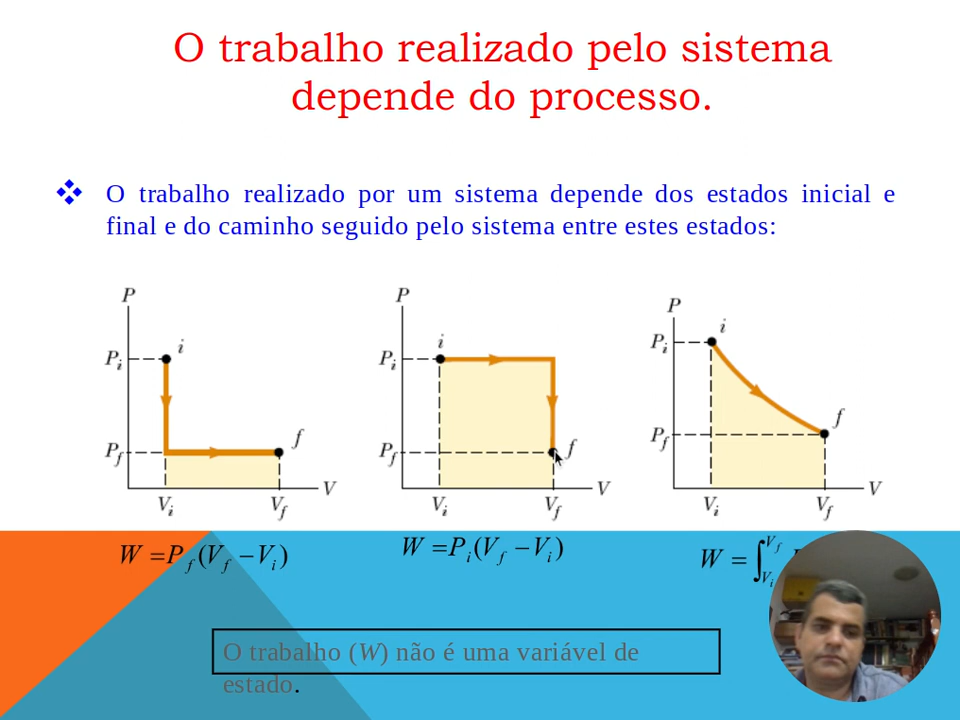 O trabalho realizado pelo sistema
depende do processo.
O trabalho realizado por um sistema depende dos estados inicial e
final e do caminho seguido pelo sistema entre estes estados:
P
P_i
i
P_f
f
V_i
V_f
V
P
P_i
i
P_f
f
V_i
V_f
V
P
P_i
i
P_f
f
V_i
V_f
V
W = P_f (V_f − V_i)
W = P_i (V_f − V_i)
W = ∫_{V_i}^{V_f}
O trabalho (W) não é uma variável de
estado.